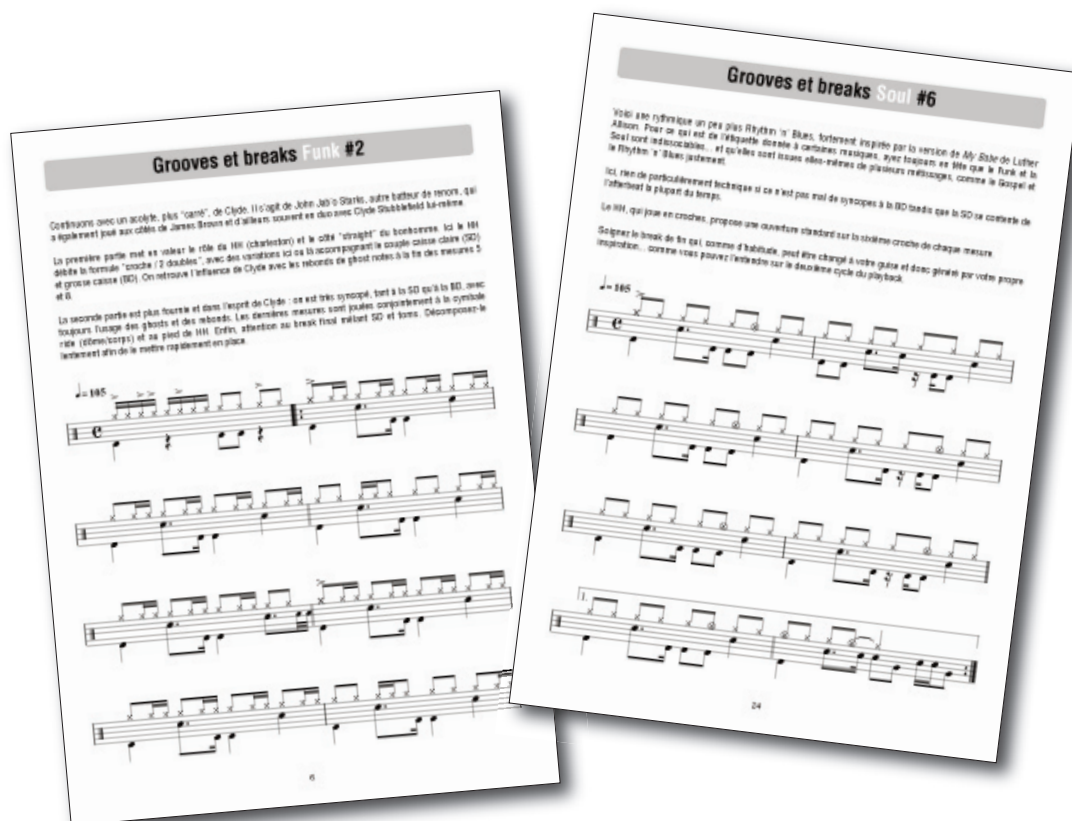 Grooves et breaks Funk #2
Continuons avec un acolyte, plus "carré", de Clyde. Il s'agit de John Jab'o Starks, autre batteur de renom, qui
a également joué aux côtés de James Brown et d'ailleurs souvent en duo avec Clyde Stubblefield lui-même.
La première partie met en valeur le rôle du HH (charleston) et le côté "straight" du bonhomme. Ici le HH
débite la formule "croche / 2 doubles", avec des variations ici ou là accompagnant le couple caisse claire (SD)
et grosse caisse (BD). On retrouve l'influence de Clyde avec les rebonds de ghost notes à la fin des mesures 5
et 8.
La seconde partie est plus fournie et dans l'esprit de Clyde : on est très syncopé, tant à la SD qu'à la BD, avec
toujours l'usage des ghosts et des rebonds. Les dernières mesures sont jouées conjointement à la cymbale
ride (dôme/corps) et au pied de HH. Enfin, attention au break final mêlant SD et toms. Décomposez-le
lentement afin de le mettre rapidement en place.
♩= 105
6
Grooves et breaks Soul #6
Voici une rythmique un peu plus Rhythm 'n' Blues, fortement inspirée par la version de My Babe de Luther
Allison. Pour ce qui est de l'étiquette donnée à certaines musiques, ayez toujours en tête que le Funk et la
Soul sont indissociables... et qu'elles sont issues elles-mêmes de plusieurs métissages, comme le Gospel et
le Rhythm 'n' Blues justement.
Ici, rien de particulièrement technique si ce n'est pas mal de syncopes à la BD tandis que la SD se contente de
l'afterbeat la plupart du temps.
Le HH, qui joue en croches, propose une ouverture standard sur la sixième croche de chaque mesure.
Soignez le break de fin qui, comme d'habitude, peut être changé à votre guise et donc généré par votre propre
inspiration... comme vous pouvez l'entendre sur le deuxième cycle du playback.
♩= 105
24